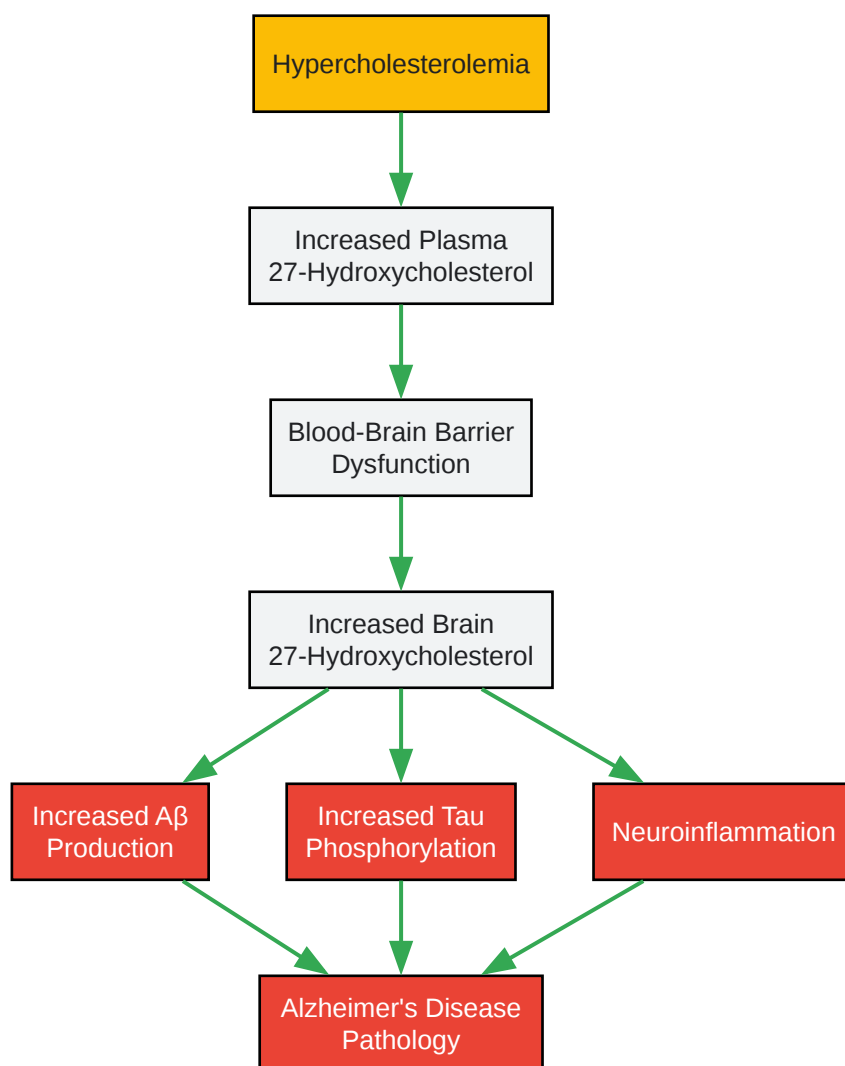 Hypercholesterolemia
Increased Plasma
27-Hydroxycholesterol
Blood-Brain Barrier
Dysfunction
Increased Brain
27-Hydroxycholesterol
Increased Aβ
Production
Increased Tau
Phosphorylation
Neuroinflammation
Alzheimer's Disease
Pathology